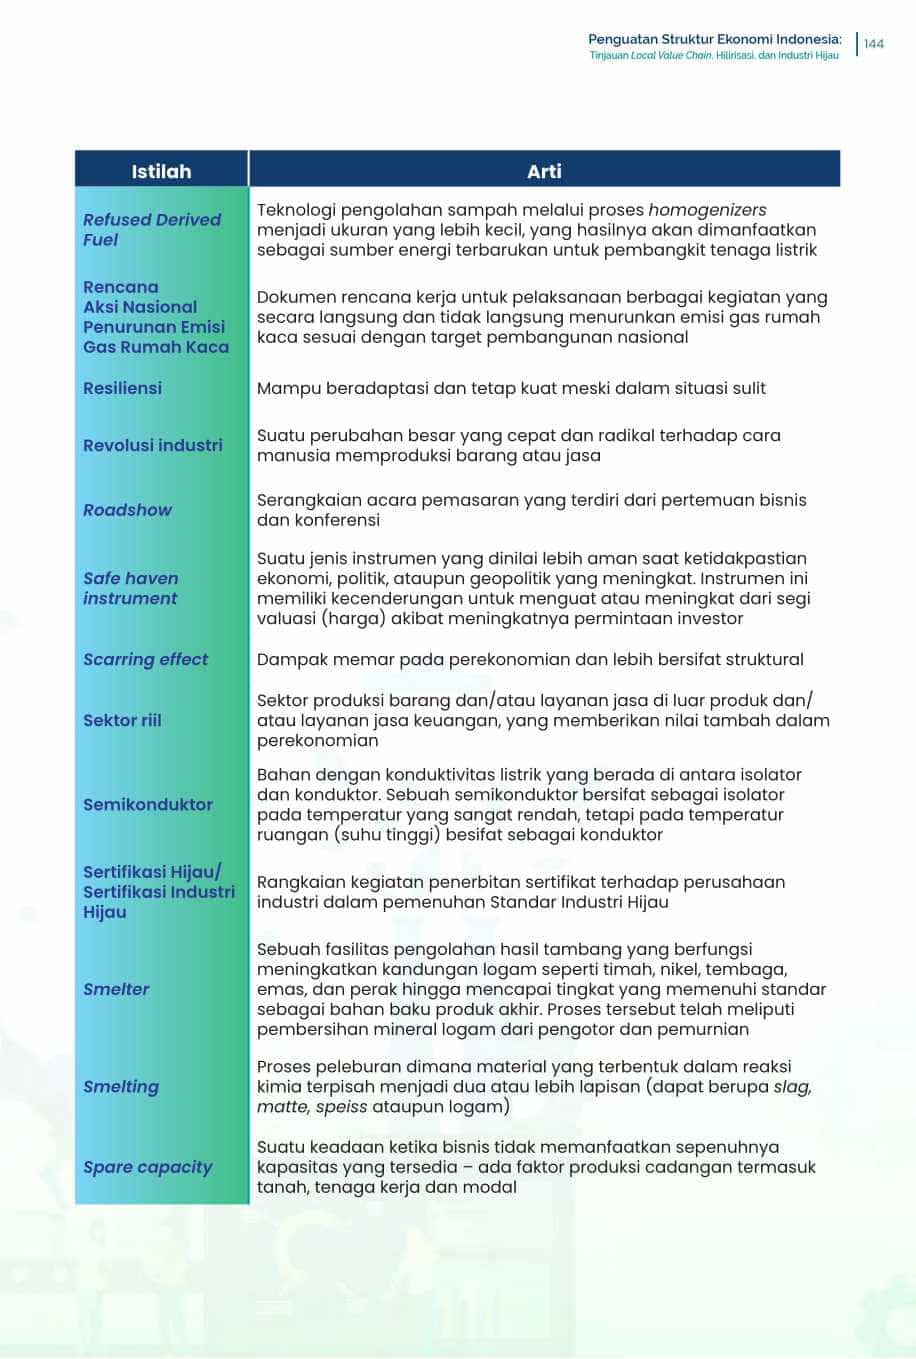 Penguatan Struktur Ekonomi Indonesia:
Tinjauan Local Value Chain, Hilirisasi, dan Industri Hijau
144
Istilah
Arti
Refused Derived
Fuel
Teknologi pengolahan sampah melalui proses homogenizers
menjadi ukuran yang lebih kecil, yang hasilnya akan dimanfaatkan
sebagai sumber energi terbarukan untuk pembangkit tenaga listrik
Rencana
Aksi Nasional
Penurunan Emisi
Gas Rumah Kaca
Dokumen rencana kerja untuk pelaksanaan berbagai kegiatan yang
secara langsung dan tidak langsung menurunkan emisi gas rumah
kaca sesuai dengan target pembangunan nasional
Resiliensi
Mampu beradaptasi dan tetap kuat meski dalam situasi sulit
Revolusi industri
Suatu perubahan besar yang cepat dan radikal terhadap cara
manusia memproduksi barang atau jasa
Roadshow
Serangkaian acara pemasaran yang terdiri dari pertemuan bisnis
dan konferensi
Safe haven
instrument
Suatu jenis instrumen yang dinilai lebih aman saat ketidakpastian
ekonomi, politik, ataupun geopolitik yang meningkat. Instrumen ini
memiliki kecenderungan untuk menguat atau meningkat dari segi
valuasi (harga) akibat meningkatnya permintaan investor
Scarring effect
Dampak memar pada perekonomian dan lebih bersifat struktural
Sektor riil
Sektor produksi barang dan/atau layanan jasa di luar produk dan/
atau layanan jasa keuangan, yang memberikan nilai tambah dalam
perekonomian
Semikonduktor
Bahan dengan konduktivitas listrik yang berada di antara isolator
dan konduktor. Sebuah semikonduktor bersifat sebagai isolator
pada temperatur yang sangat rendah, tetapi pada temperatur
ruangan (suhu tinggi) besifat sebagai konduktor
Sertifikasi Hijau/
Sertifikasi Industri
Hijau
Rangkaian kegiatan penerbitan sertifikat terhadap perusahaan
industri dalam pemenuhan Standar Industri Hijau
Smelter
Sebuah fasilitas pengolahan hasil tambang yang berfungsi
meningkatkan kandungan logam seperti timah, nikel, tembaga,
emas, dan perak hingga mencapai tingkat yang memenuhi standar
sebagai bahan baku produk akhir. Proses tersebut telah meliputi
pembersihan mineral logam dari pengotor dan pemurnian
Smelting
Proses peleburan dimana material yang terbentuk dalam reaksi
kimia terpisah menjadi dua atau lebih lapisan (dapat berupa slag,
matte, speiss ataupun logam)
Spare capacity
Suatu keadaan ketika bisnis tidak memanfaatkan sepenuhnya
kapasitas yang tersedia – ada faktor produksi cadangan termasuk
tanah, tenaga kerja dan modal